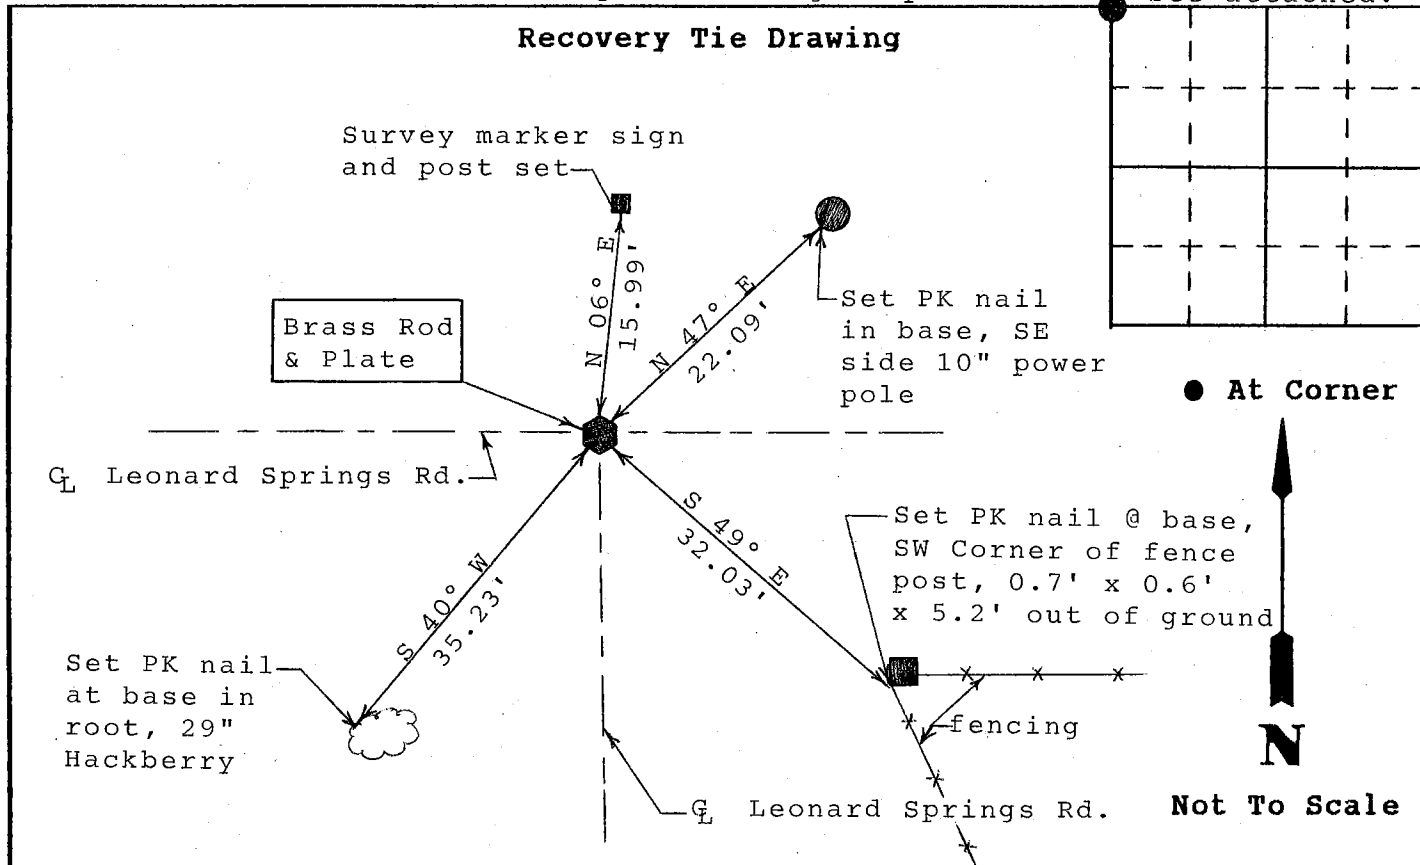 Recovery Tie Drawing
Survey marker sign
and post set
N 06° E
15.99'
N 47° E
22.09'
Set PK nail
in base, SE
side 10" power
pole
Brass Rod
& Plate
● At Corner
℄ Leonard Springs Rd.
S 49° E
32.03'
Set PK nail @ base,
SW Corner of fence
post, 0.7' x 0.6'
x 5.2' out of ground
S 40° W
35.23'
Set PK nail
at base in
root, 29"
Hackberry
fencing
N
℄ Leonard Springs Rd.
Not To Scale